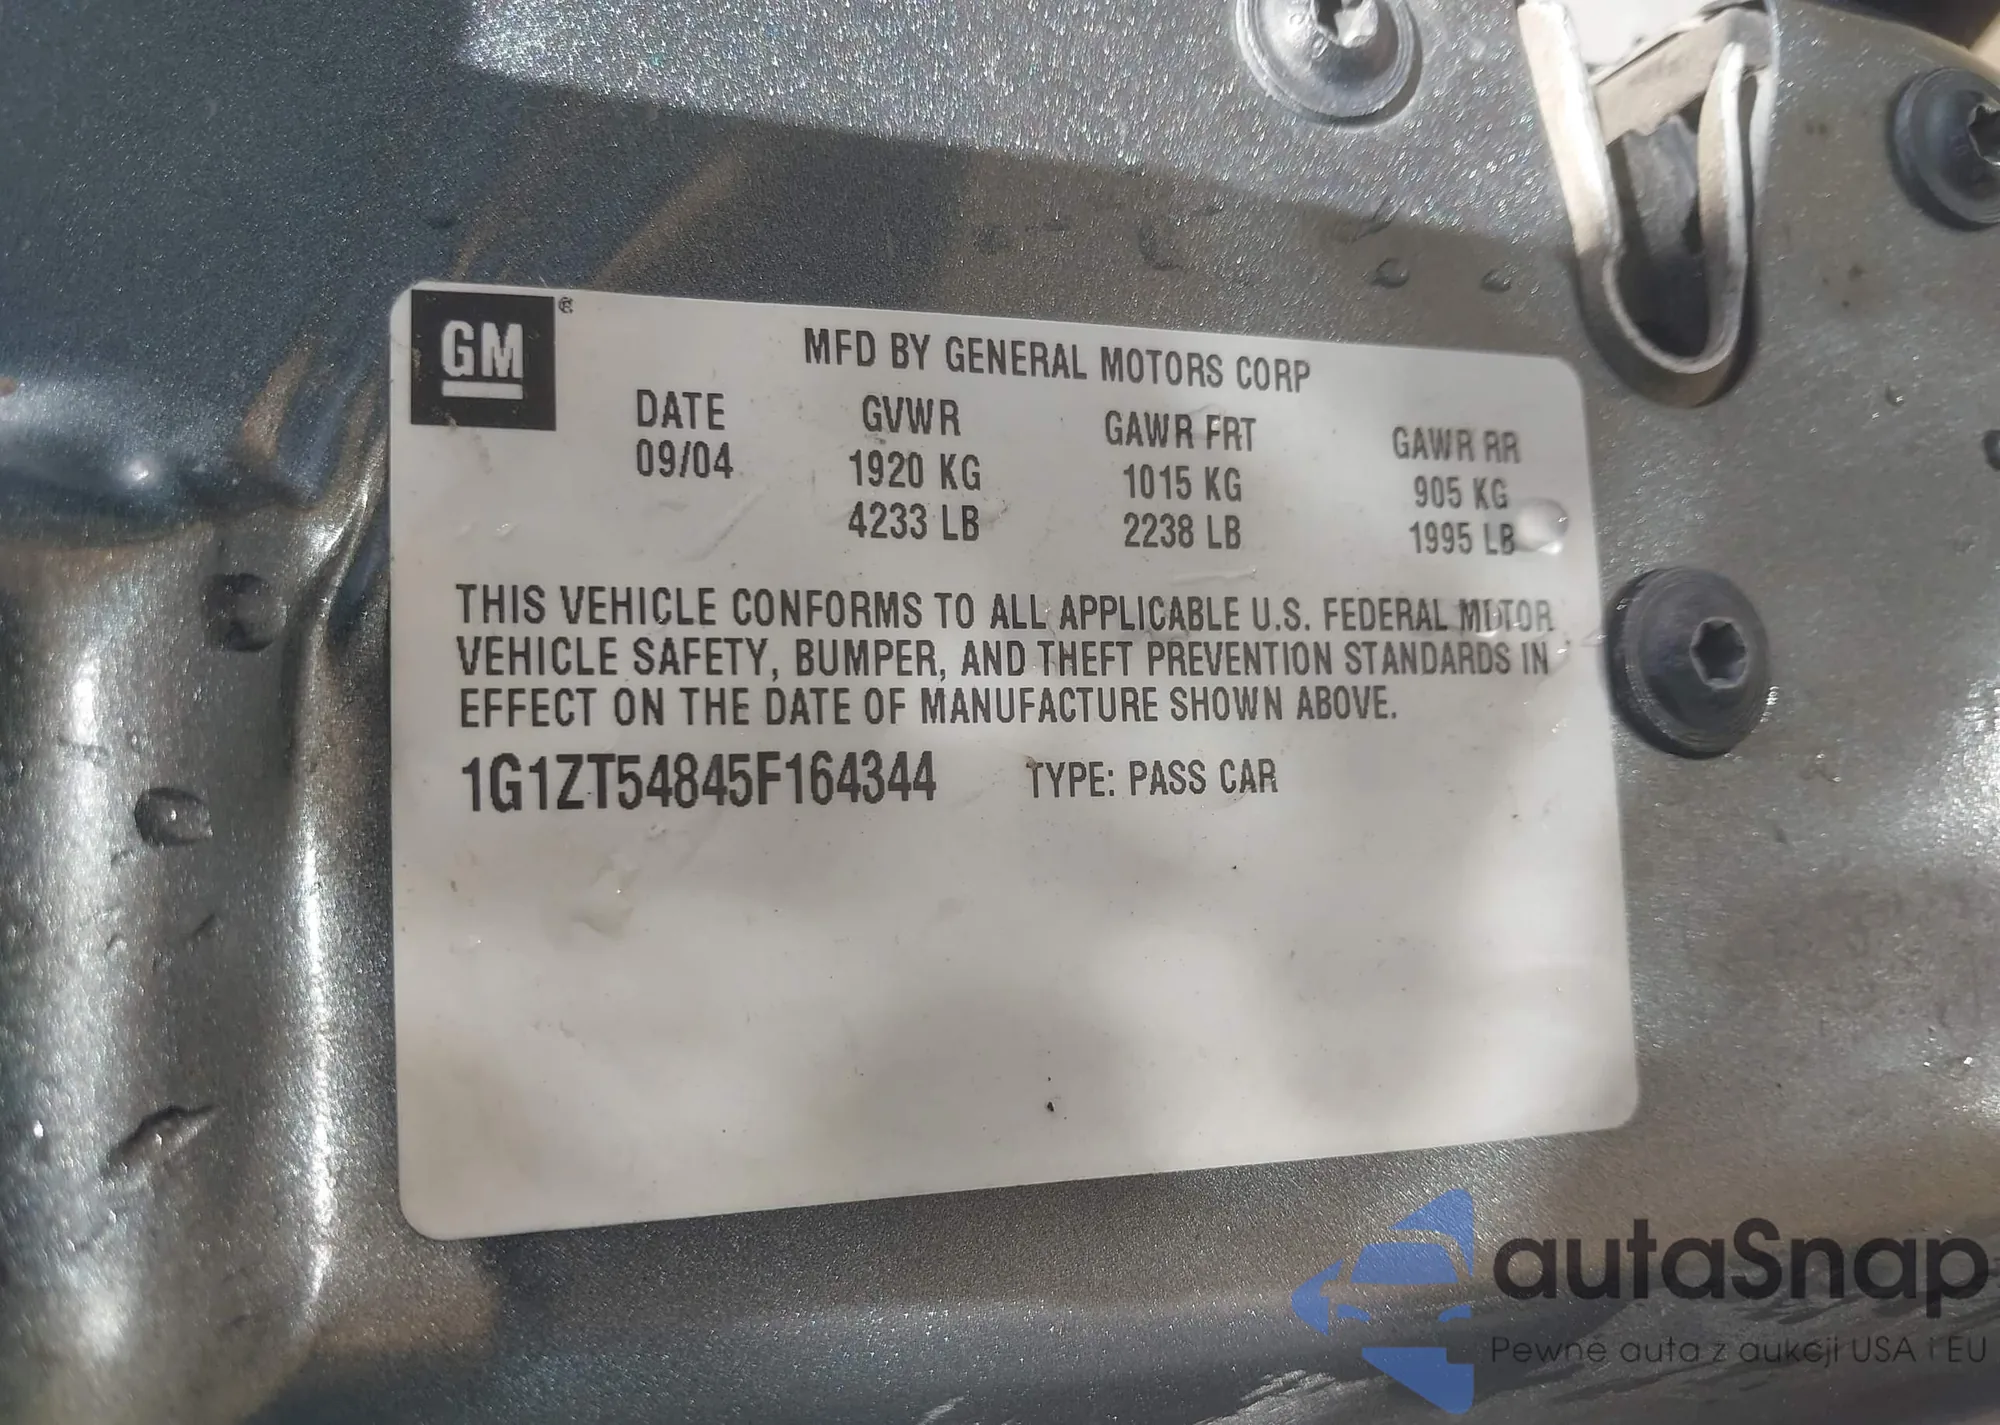 GM
MFD BY GENERAL MOTORS CORP
DATE GVWR GAWR FRT GAWR RR
09/04 1920 KG 1015 KG 905 KG
4233 LB 2238 LB 1995 LB
THIS VEHICLE CONFORMS TO ALL APPLICABLE U.S. FEDERAL MOTOR
VEHICLE SAFETY, BUMPER, AND THEFT PREVENTION STANDARDS IN
EFFECT ON THE DATE OF MANUFACTURE SHOWN ABOVE.
1G1ZT54845F164344 TYPE: PASS CAR
autaSnap
Pewne auta z aukcji USA i EU